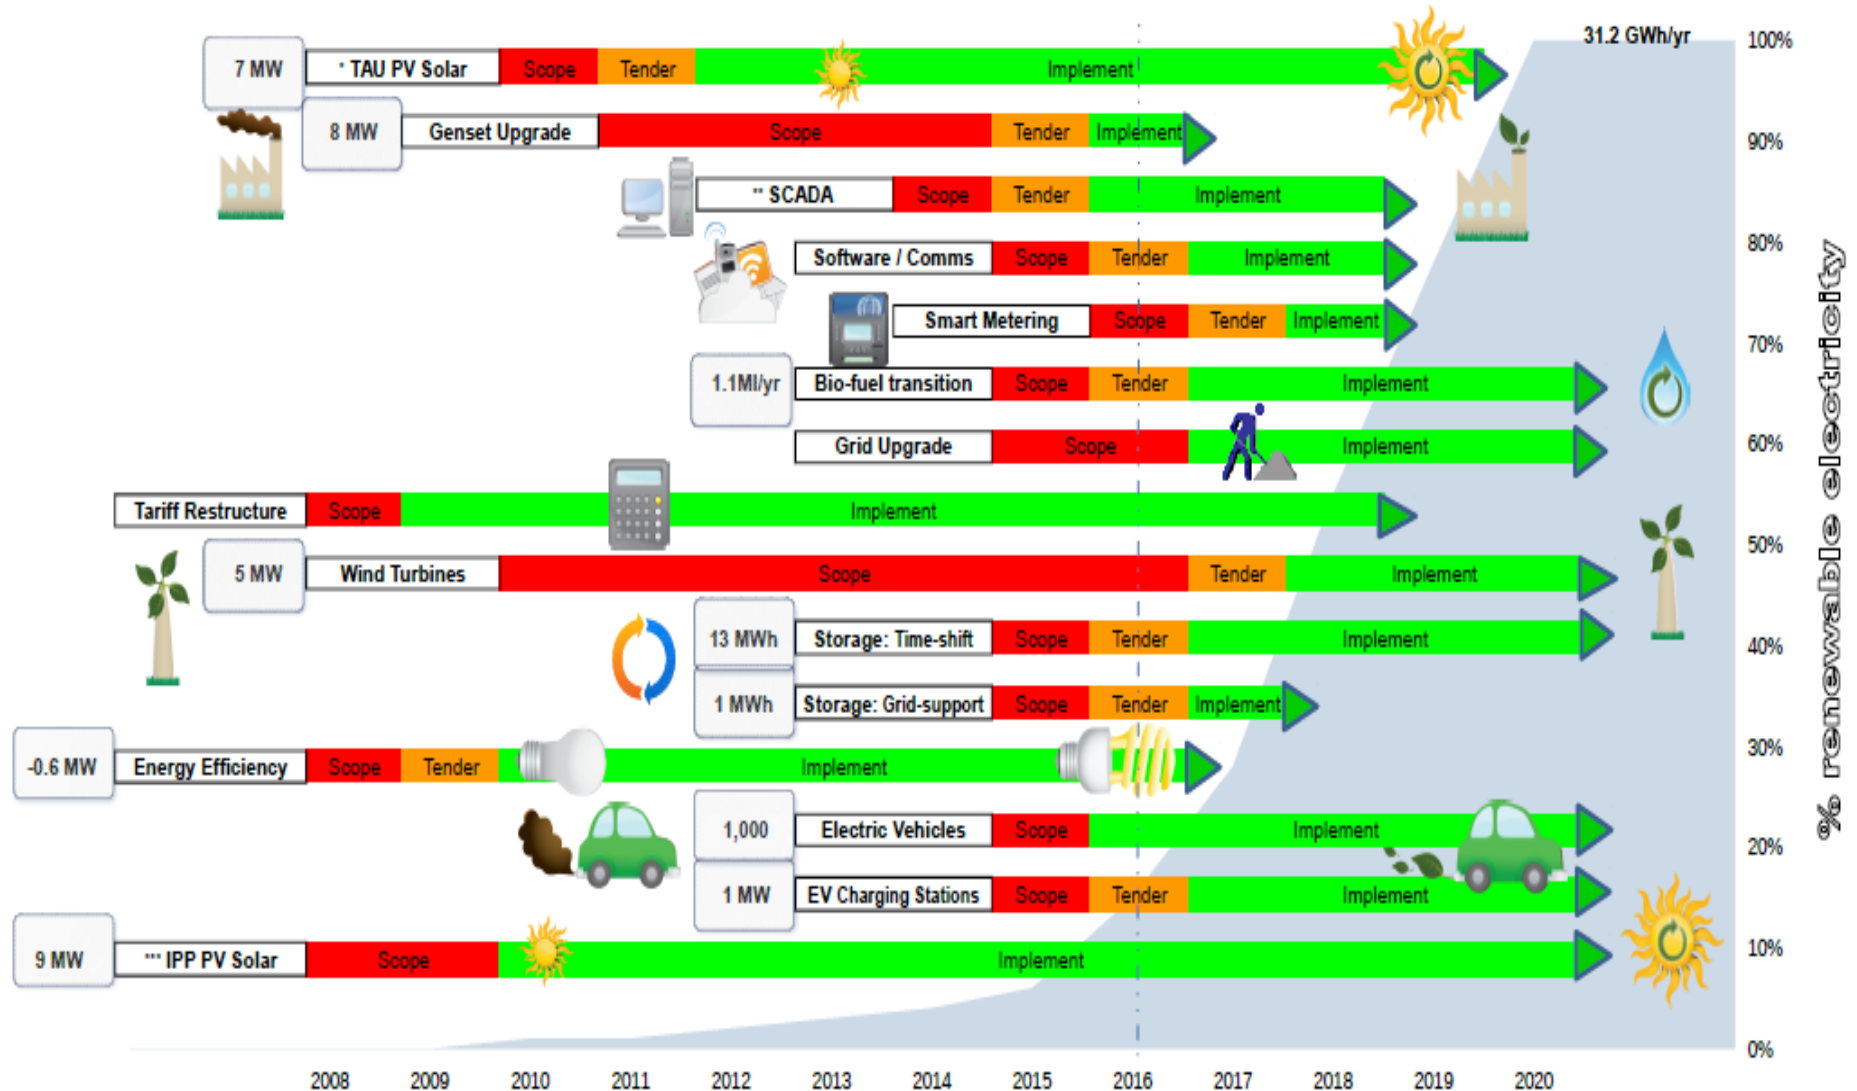 31.2 GWh/yr
100%
7 MW * TAU PV Solar Scope Tender Implement
8 MW Genset Upgrade Scope Tender Implement
90%
** SCADA Scope Tender Implement
80%
Software / Comms Scope Tender Implement
Smart Metering Scope Tender Implement
70%
1.1Ml/yr Bio-fuel transition Scope Tender Implement
Grid Upgrade Scope Implement
60%
Tariff Restructure Scope Implement
50%
5 MW Wind Turbines Scope Tender Implement
13 MWh Storage: Time-shift Scope Tender Implement
40%
1 MWh Storage: Grid-support Scope Tender Implement
30%
-0.6 MW Energy Efficiency Scope Tender Implement
1,000 Electric Vehicles Scope Implement
20%
1 MW EV Charging Stations Scope Tender Implement
10%
9 MW *** IPP PV Solar Scope Implement
0%
2008 2009 2010 2011 2012 2013 2014 2015 2016 2017 2018 2019 2020
% renewable electricity